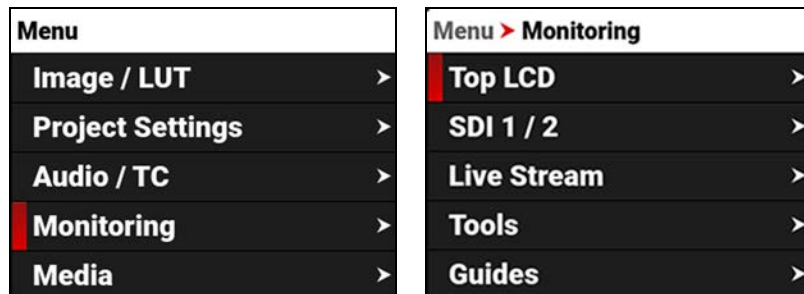 Menu
Image / LUT
Project Settings
Audio / TC
Monitoring
Media
Menu > Monitoring
Top LCD
SDI 1 / 2
Live Stream
Tools
Guides